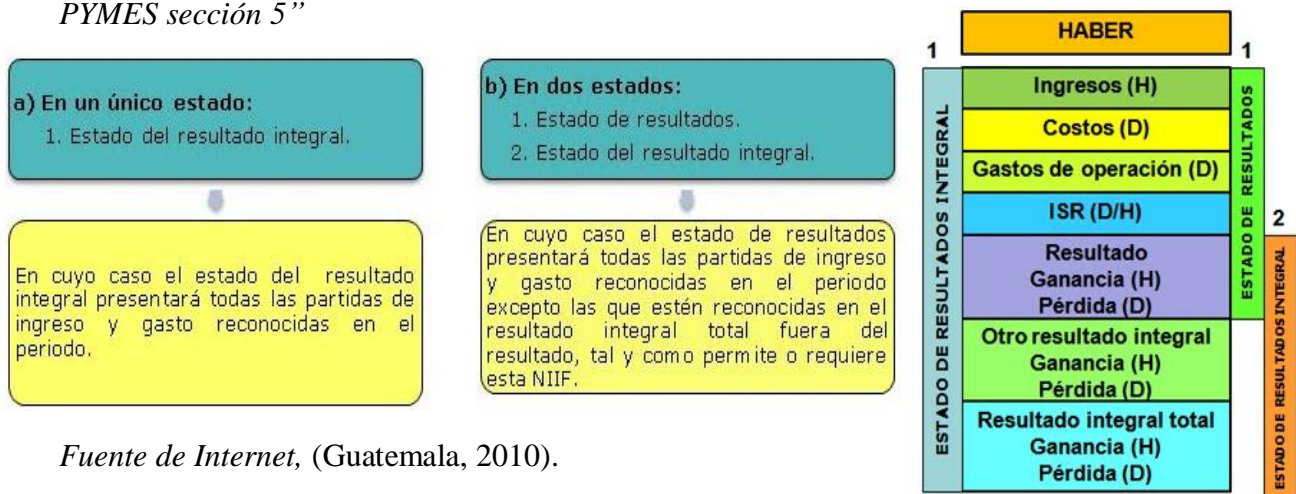 PYMES sección 5”
a) En un único estado:
1. Estado del resultado integral.
En cuyo caso el estado del resultado
integral presentará todas las partidas de
ingreso y gasto reconocidas en el
periodo.
b) En dos estados:
1. Estado de resultados.
2. Estado del resultado integral.
En cuyo caso el estado de resultados
presentará todas las partidas de ingreso
y gasto reconocidas en el periodo
excepto las que estén reconocidas en el
resultado integral total fuera del
resultado, tal y como permite o requiere
esta NIIF.
Fuente de Internet, (Guatemala, 2010).
HABER
1
1
ESTADO DE RESULTADOS INTEGRAL
Ingresos (H)
Costos (D)
Gastos de operación (D)
ISR (D/H)
Resultado
Ganancia (H)
Pérdida (D)
Otro resultado integral
Ganancia (H)
Pérdida (D)
Resultado integral total
Ganancia (H)
Pérdida (D)
ESTADO DE RESULTADOS
2
ESTADO DE RESULTADOS INTEGRAL